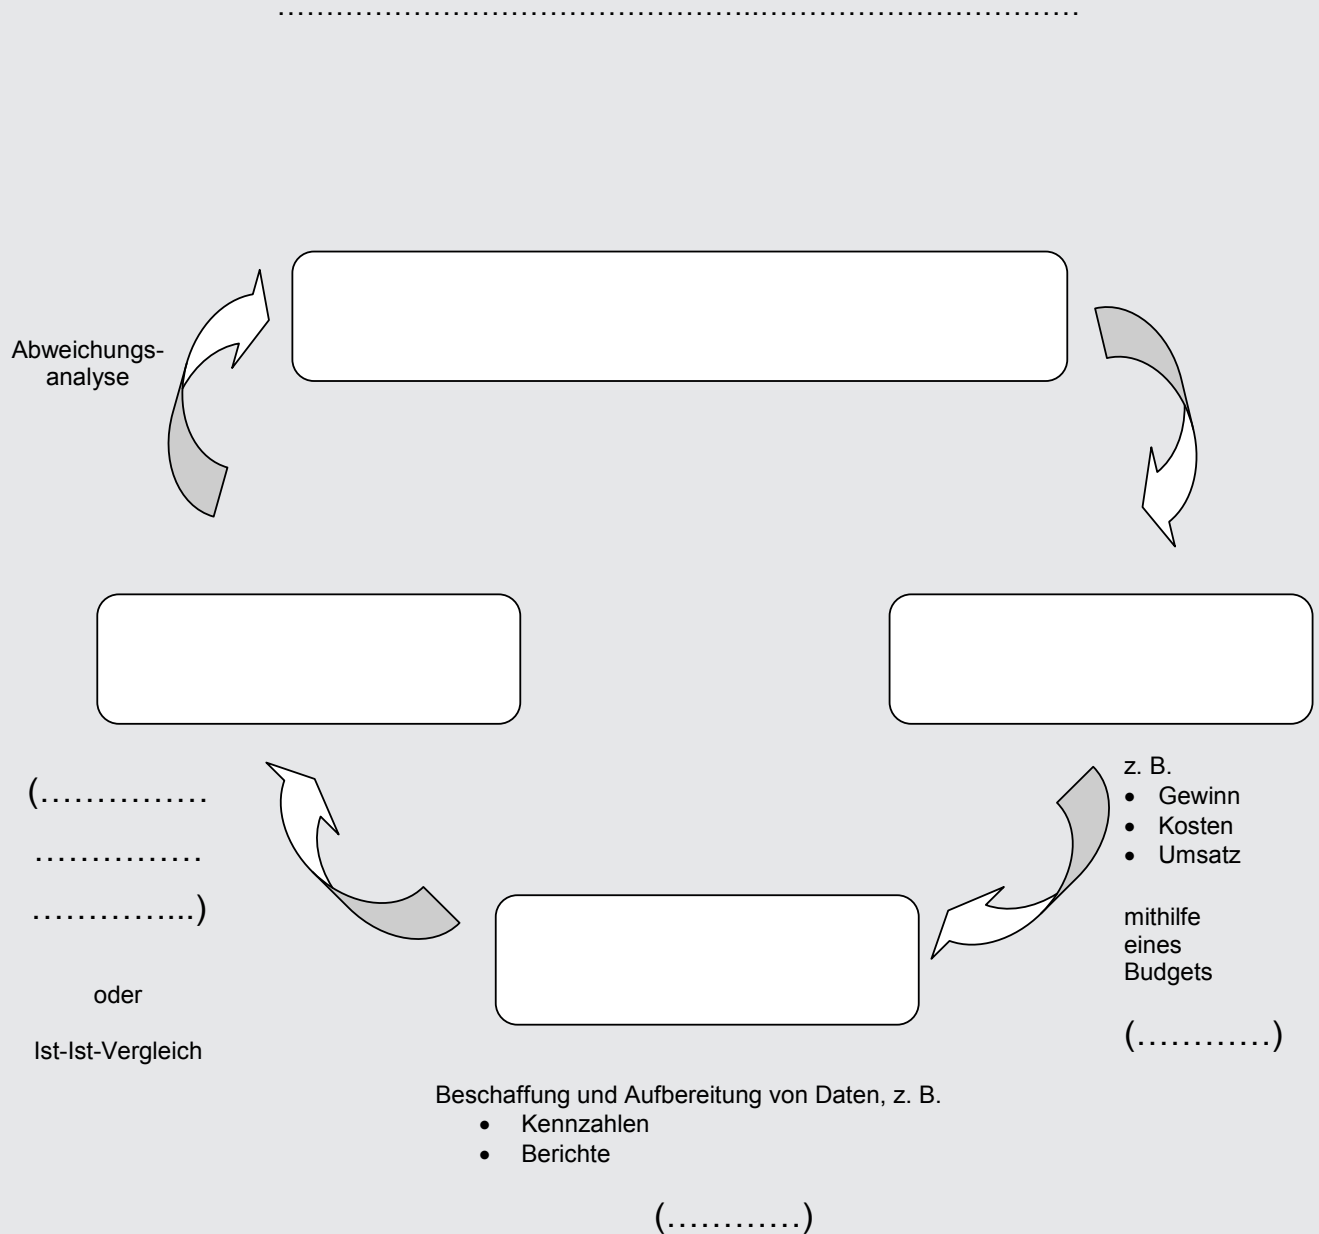 …………………………………………..……………………………
Abweichungs-
analyse
(……………
……………
…………...)
oder
Ist-Ist-Vergleich
z. B.
• Gewinn
• Kosten
• Umsatz
mithilfe
eines
Budgets
(…………)
Beschaffung und Aufbereitung von Daten, z. B.
• Kennzahlen
• Berichte
(…………)